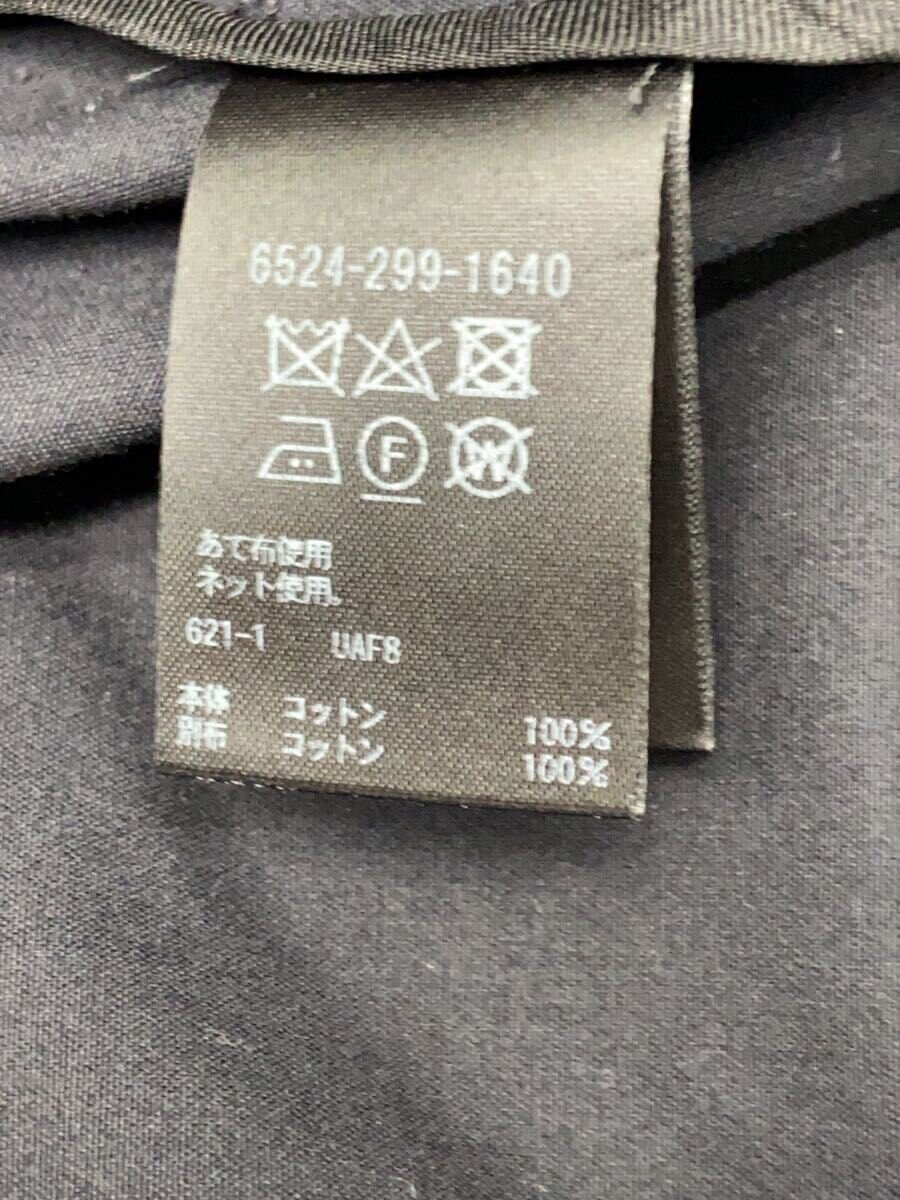 6524-299-1640
F W
あて布使用
ネット使用。
621-1 UAF8
本体 コットン 100%
別布 コットン 100%